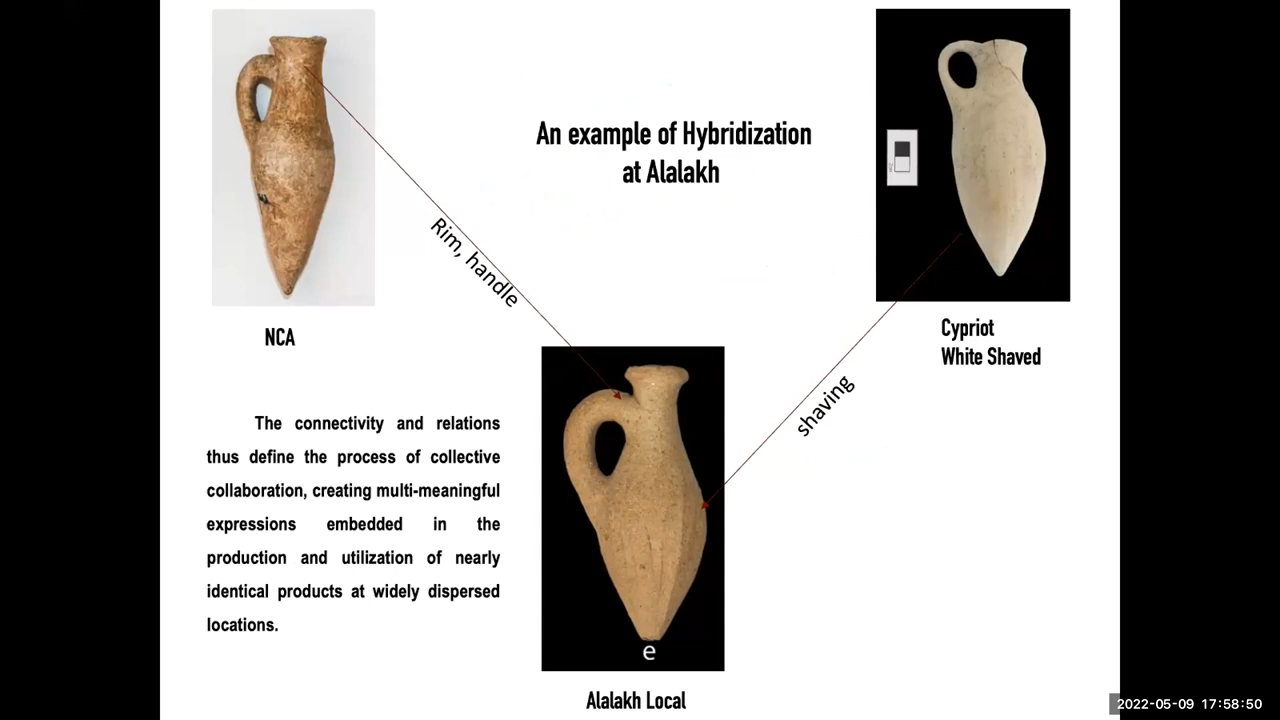 An example of Hybridization
at Alalakh
Rim, handle
NCA
Cypriot
White Shaved
shaving
The connectivity and relations
thus define the process of collective
collaboration, creating multi-meaningful
expressions embedded in the
production and utilization of nearly
identical products at widely dispersed
locations.
e
Alalakh Local
2022-05-09 17:58:50